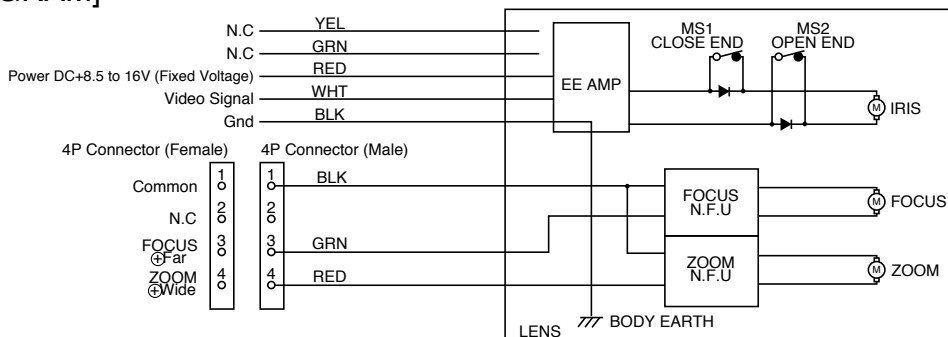 GRAM]
N.C YEL
N.C GRN
Power DC+8.5 to 16V (Fixed Voltage) RED
Video Signal WHT
Gnd BLK
EE AMP
MS1
CLOSE END
MS2
OPEN END
M IRIS
4P Connector (Female)
4P Connector (Male)
Common 1 1 BLK
N.C 2 2
FOCUS
⊕Far 3 3 GRN
ZOOM
⊕Wide 4 4 RED
FOCUS
N.F.U
M FOCUS
ZOOM
N.F.U
M ZOOM
BODY EARTH
LENS